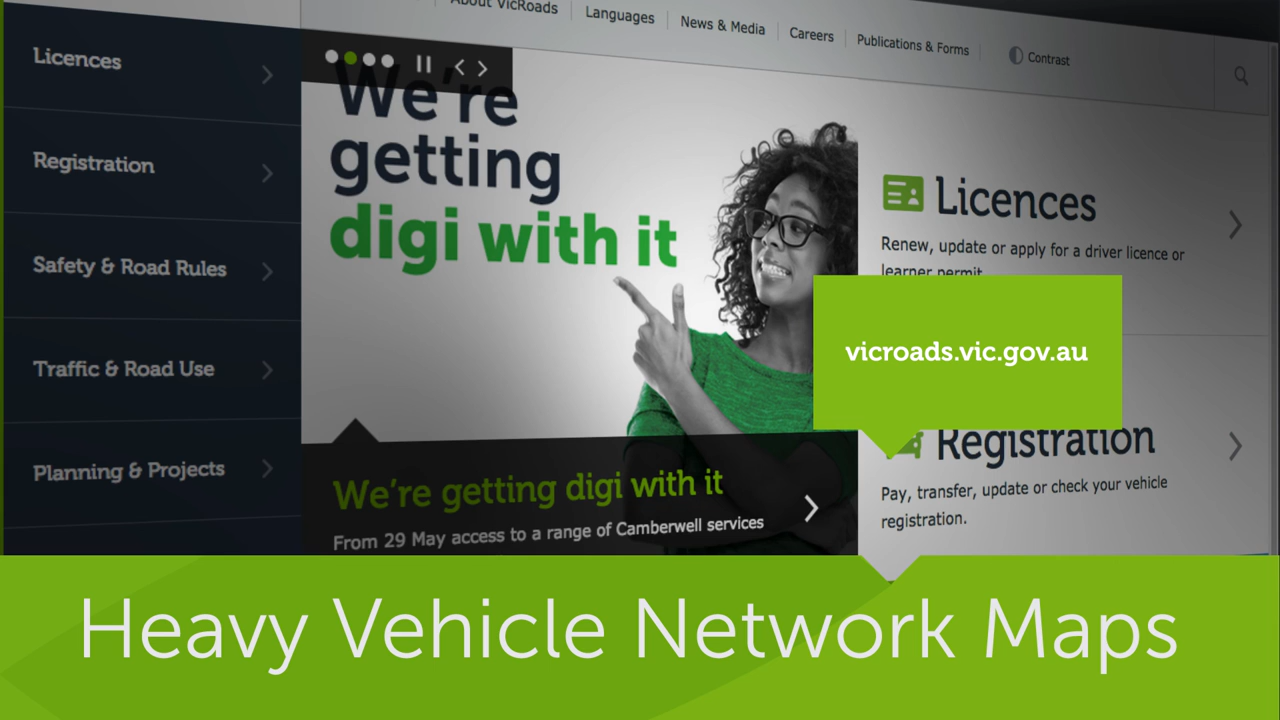 About VicRoads
Languages
News & Media
Careers
Publications & Forms
Contrast
Licences
Registration
Safety & Road Rules
Traffic & Road Use
Planning & Projects
We're
getting
digi with it
We're getting digi with it
From 29 May access to a range of Camberwell services
Licences
Renew, update or apply for a driver licence or
learner permit
vicroads.vic.gov.au
Registration
Pay, transfer, update or check your vehicle
registration.
Heavy Vehicle Network Maps